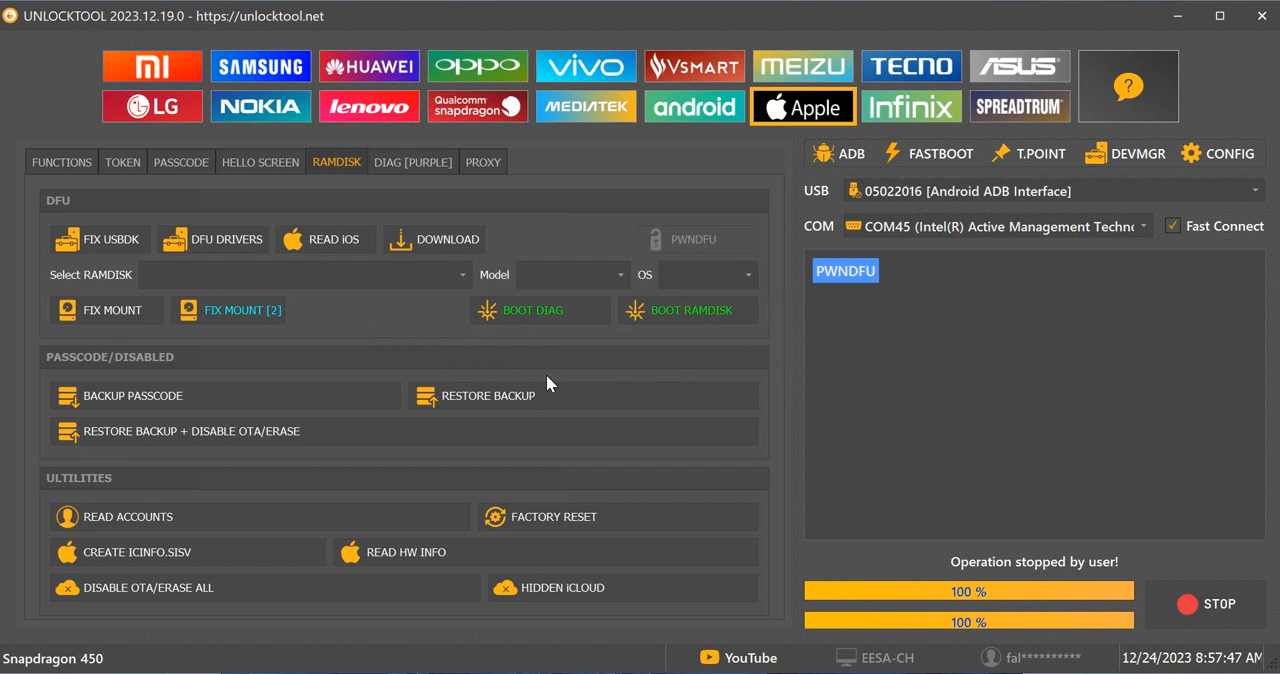 UNLOCKTOOL 2023.12.19.0 - https://unlocktool.net
mi SAMSUNG HUAWEI oppo vivo VSMART MEIZU TECNO ASUS ?
LG NOKIA lenovo Qualcomm snapdragon MEDIATEK android Apple Infinix SPREADTRUM
FUNCTIONS TOKEN PASSCODE HELLO SCREEN RAMDISK DIAG [PURPLE] PROXY
ADB FASTBOOT T.POINT DEVMGR CONFIG
DFU
USB 05022016 [Android ADB Interface]
FIX USBDK DFU DRIVERS READ iOS DOWNLOAD PWNDFU
COM COM45 (Intel(R) Active Management Techn Fast Connect
Select RAMDISK Model OS
PWNDFU
FIX MOUNT FIX MOUNT [2] BOOT DIAG BOOT RAMDISK
PASSCODE/DISABLED
BACKUP PASSCODE RESTORE BACKUP
RESTORE BACKUP + DISABLE OTA/ERASE
ULTILITIES
READ ACCOUNTS FACTORY RESET
CREATE ICINFO.SISV READ HW INFO
DISABLE OTA/ERASE ALL HIDDEN iCLOUD
Operation stopped by user!
100 %
STOP
100 %
Snapdragon 450 YouTube EESA-CH fal********** 12/24/2023 8:57:47 AM